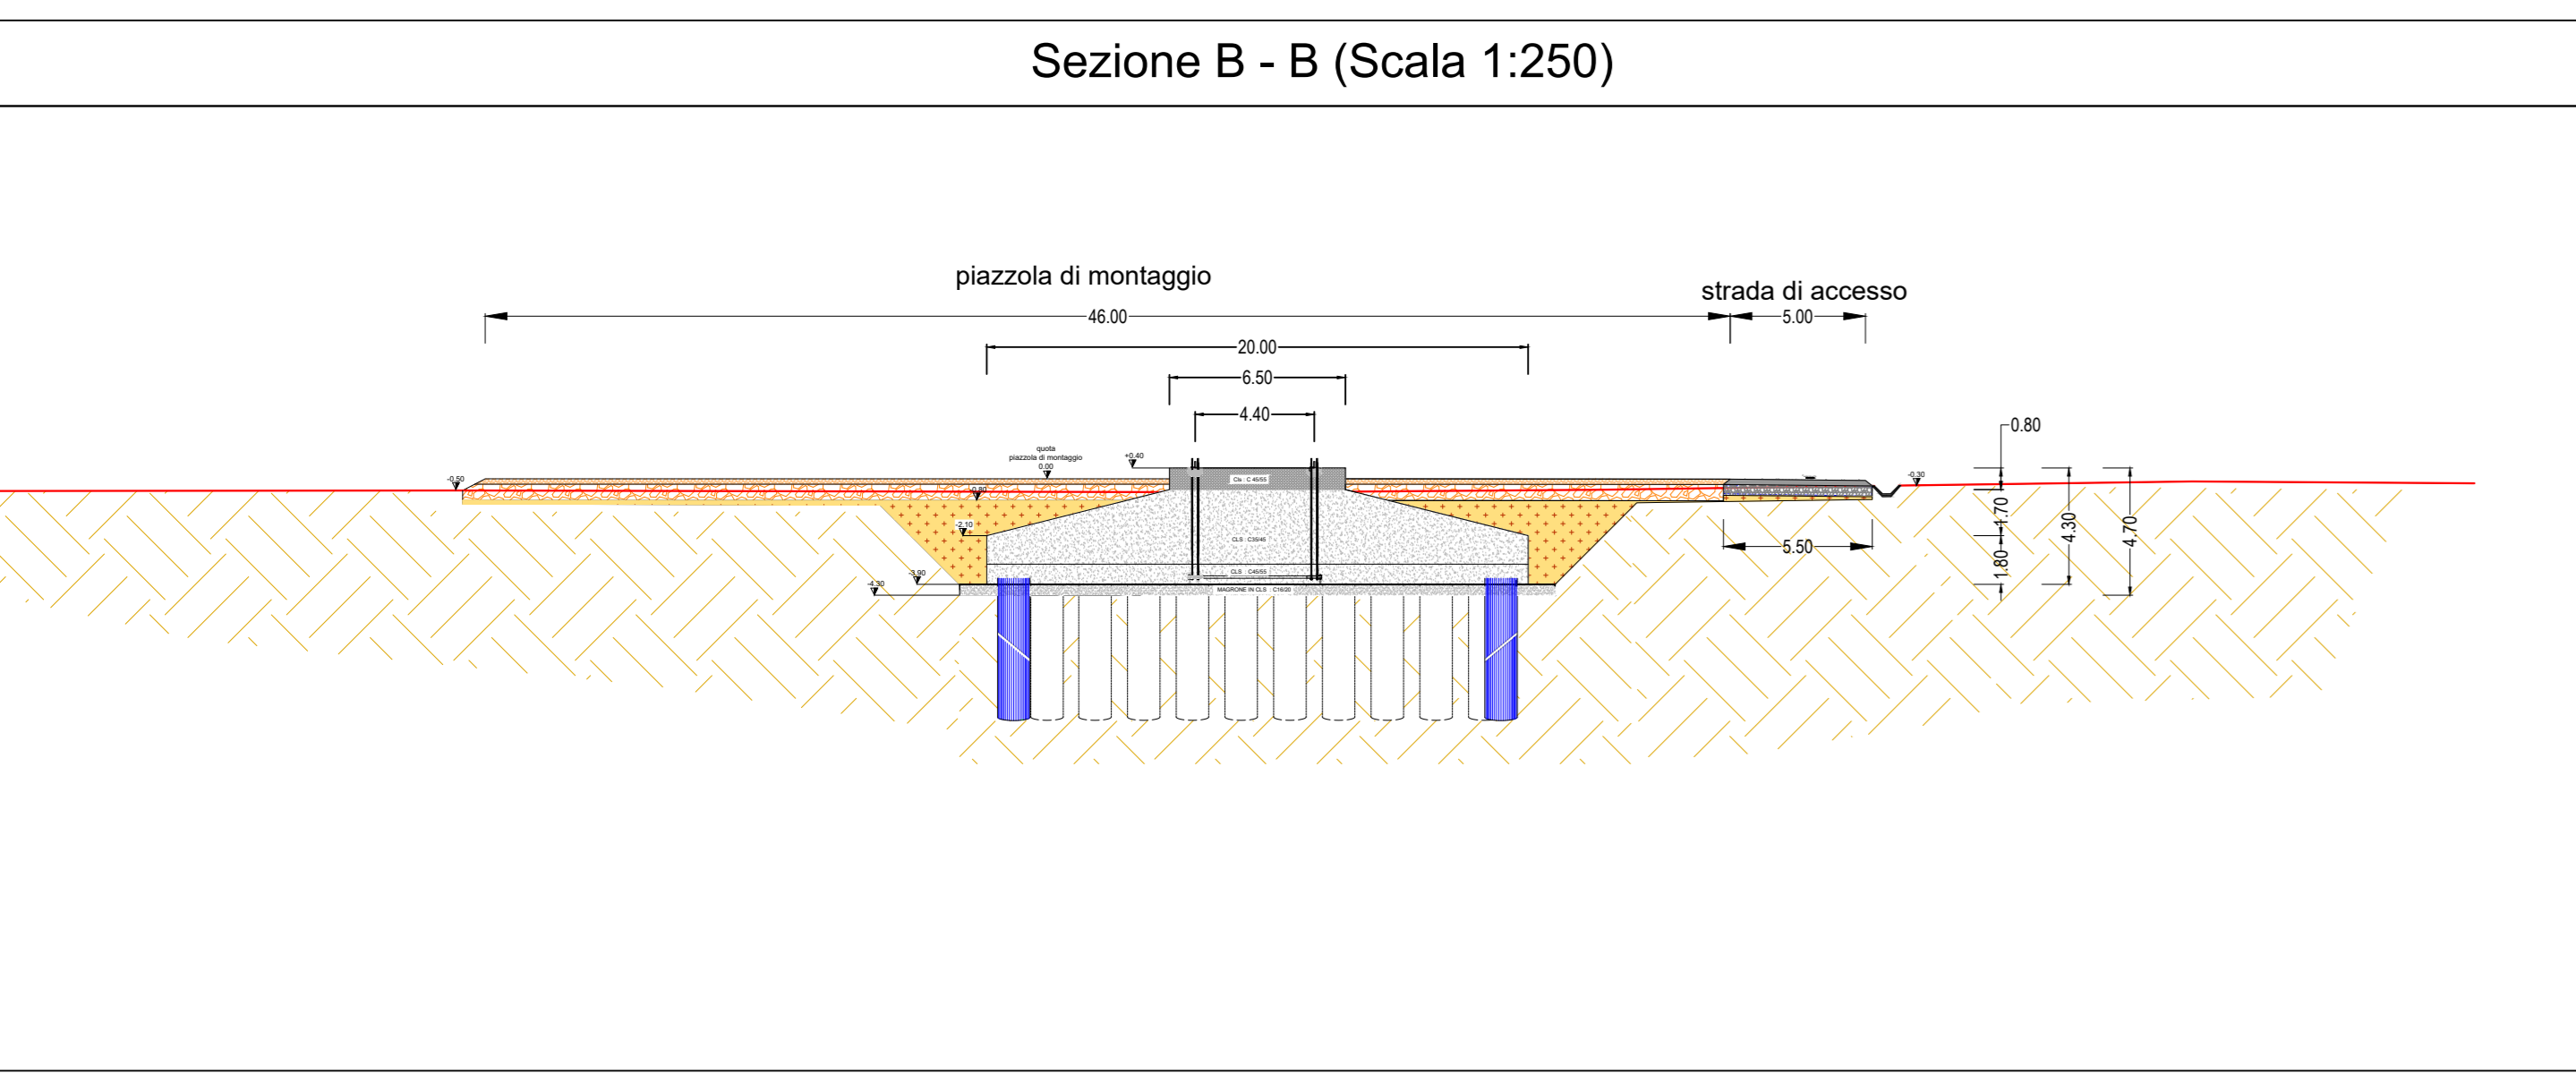 Sezione B - B (Scala 1:250)
piazzola di montaggio
strada di accesso
46.00
5.00
20.00
6.50
4.40
0.80
quota
piazzola di montaggio
0.00
+0.40
-0.50
-0.30
Cls : C 45/55
-0.80
1.70
4.30
4.70
-2.10
CLS : C35/45
5.50
1.80
CLS : C45/55
-3.90
-4.30
MAGRONE IN CLS : C16/20